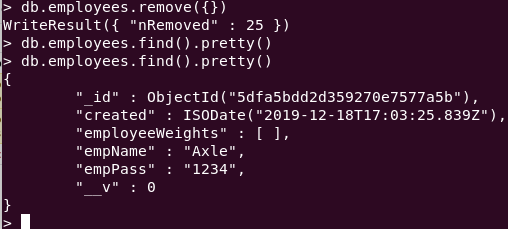 > db.employees.remove({})
WriteResult({ "nRemoved" : 25 })
> db.employees.find().pretty()
> db.employees.find().pretty()
{
        "_id" : ObjectId("5dfa5bdd2d359270e7577a5b"),
        "created" : ISODate("2019-12-18T17:03:25.839Z"),
        "employeeWeights" : [ ],
        "empName" : "Axle",
        "empPass" : "1234",
        "__v" : 0
}
>